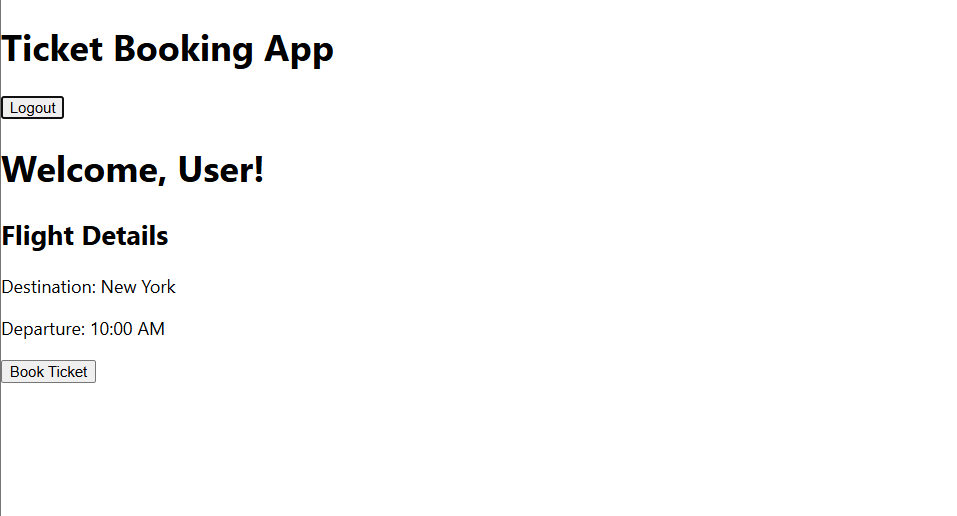 Ticket Booking App
Logout
Welcome, User!
Flight Details
Destination: New York
Departure: 10:00 AM
Book Ticket